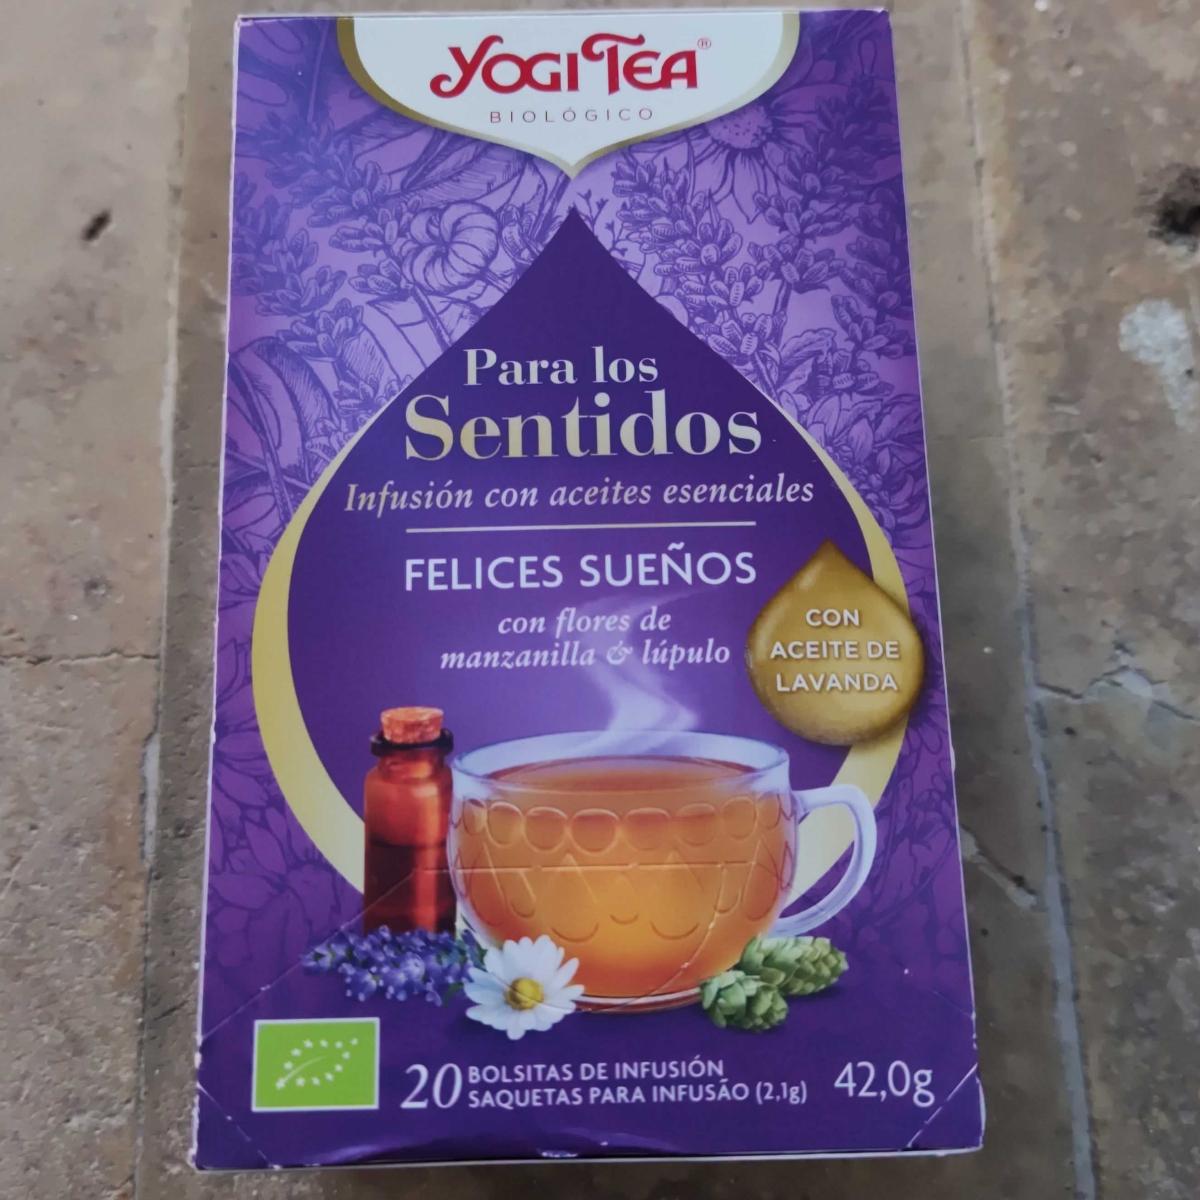 YOGI TEA®
BIOLÓGICO
Para los
Sentidos
Infusión con aceites esenciales
FELICES SUEÑOS
con flores de
manzanilla & lúpulo
CON
ACEITE DE
LAVANDA
20 BOLSITAS DE INFUSIÓN
SAQUETAS PARA INFUSÃO (2,1g)
42,0g